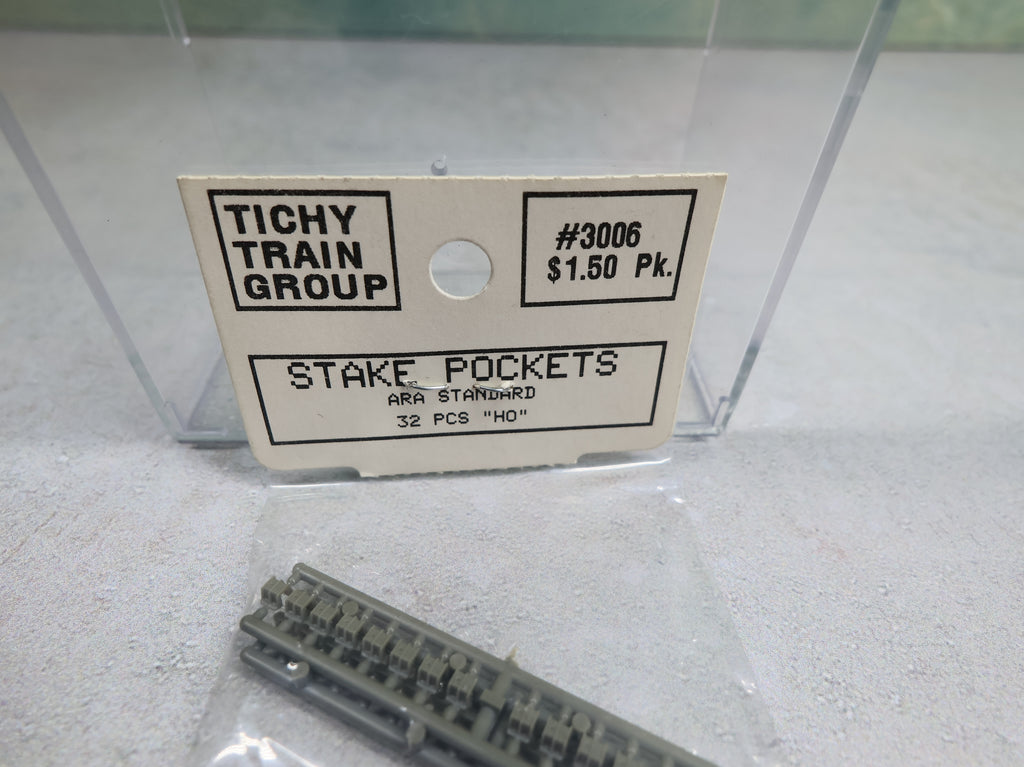 TICHY
TRAIN
GROUP
#3006
$1.50 Pk.
STAKE POCKETS
ARA STANDARD
32 PCS "HO"